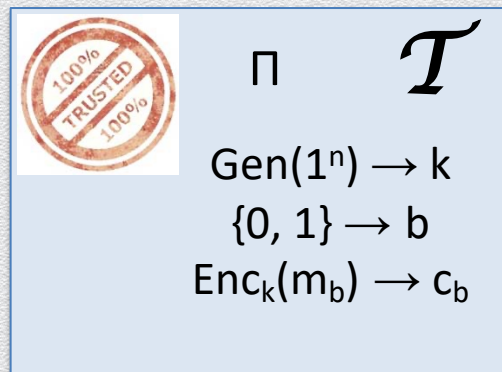 100%
TRUSTED
100%
Π 𝒯
Gen(1ⁿ) → k
{0, 1} → b
Encₖ(m_b) → c_b